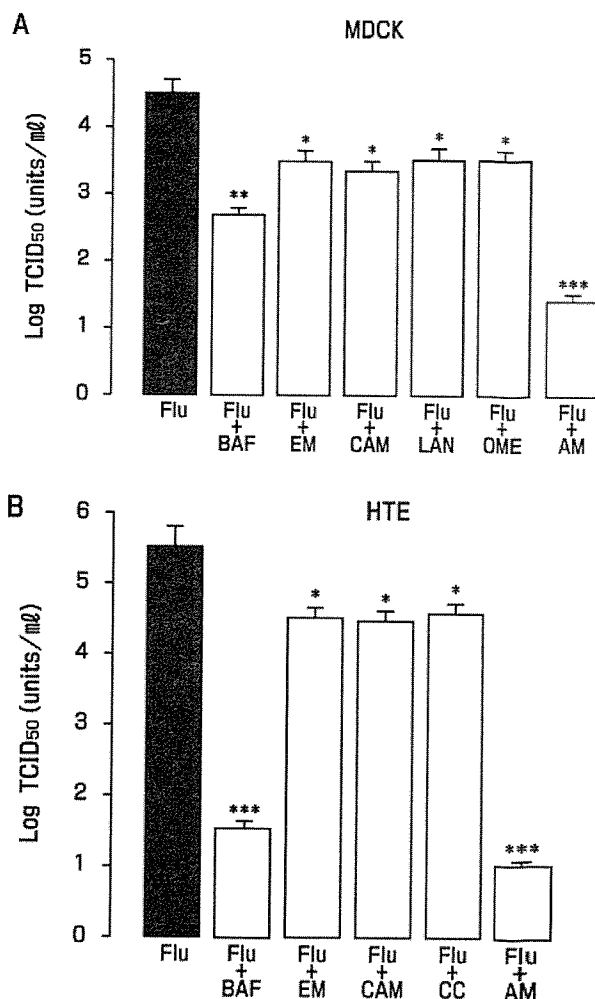 A
MDCK
Log TCID50 (units/mℓ)
5
4
3
2
1
0
**
*
*
*
*
***
Flu
Flu + BAF
Flu + EM
Flu + CAM
Flu + LAN
Flu + OME
Flu + AM
B
HTE
Log TCID50 (units/mℓ)
6
5
4
3
2
1
0
***
*
*
*
***
Flu
Flu + BAF
Flu + EM
Flu + CAM
Flu + CC
Flu + AM